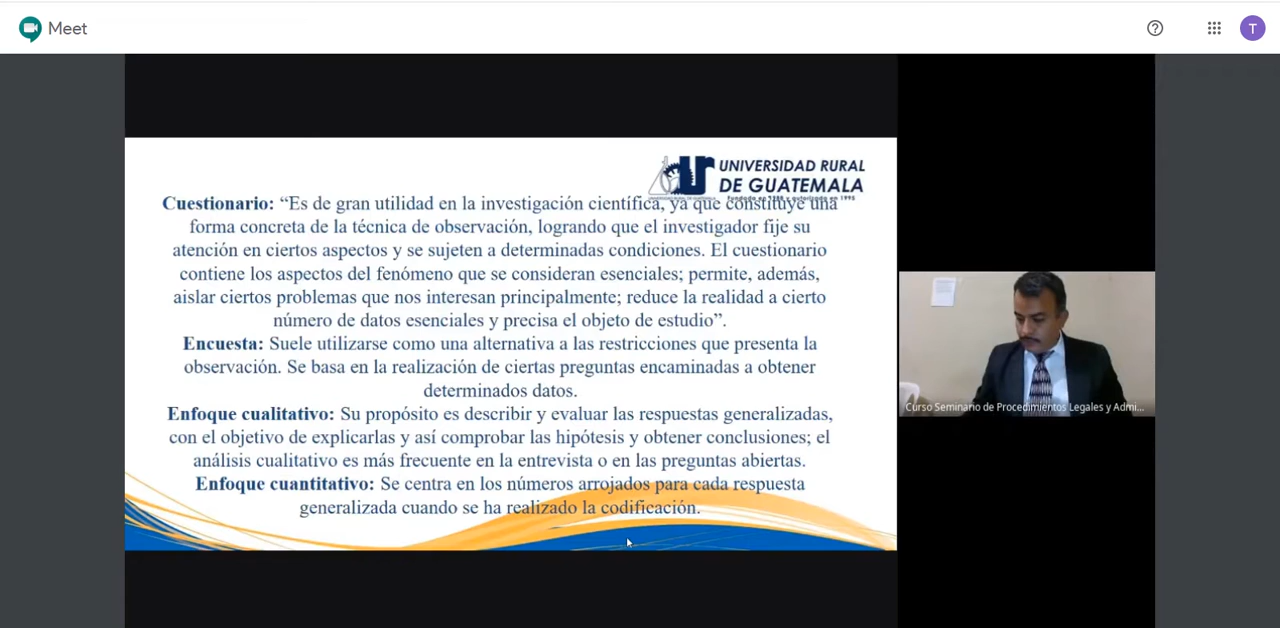 Meet
T
UNIVERSIDAD RURAL
DE GUATEMALA
Fundada en 1988 y autorizada en 1995
Cuestionario: “Es de gran utilidad en la investigación científica, ya que constituye una
forma concreta de la técnica de observación, logrando que el investigador fije su
atención en ciertos aspectos y se sujeten a determinadas condiciones. El cuestionario
contiene los aspectos del fenómeno que se consideran esenciales; permite, además,
aislar ciertos problemas que nos interesan principalmente; reduce la realidad a cierto
número de datos esenciales y precisa el objeto de estudio”.
Encuesta: Suele utilizarse como una alternativa a las restricciones que presenta la
observación. Se basa en la realización de ciertas preguntas encaminadas a obtener
determinados datos.
Enfoque cualitativo: Su propósito es describir y evaluar las respuestas generalizadas,
con el objetivo de explicarlas y así comprobar las hipótesis y obtener conclusiones; el
análisis cualitativo es más frecuente en la entrevista o en las preguntas abiertas.
Enfoque cuantitativo: Se centra en los números arrojados para cada respuesta
generalizada cuando se ha realizado la codificación.
Curso Seminario de Procedimientos Legales y Admi...